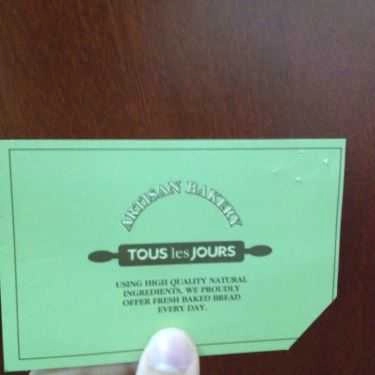 ARTISAN BAKERY
TOUS les JOURS
USING HIGH QUALITY NATURAL
INGREDIENTS, WE PROUDLY
OFFER FRESH BAKED BREAD
EVERY DAY.